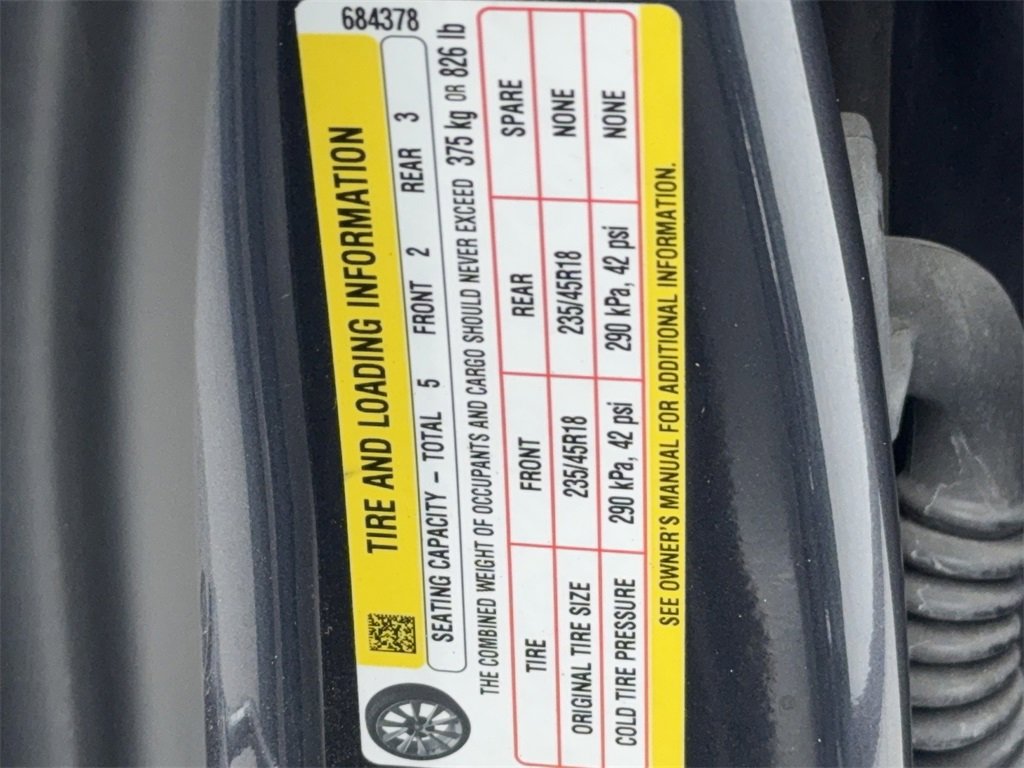 684378
TIRE AND LOADING INFORMATION
SEATING CAPACITY – TOTAL 5 FRONT 2 REAR 3
THE COMBINED WEIGHT OF OCCUPANTS AND CARGO SHOULD NEVER EXCEED 375 kg OR 826 lb
TIRE FRONT REAR SPARE
ORIGINAL TIRE SIZE 235/45R18 235/45R18 NONE
COLD TIRE PRESSURE 290 kPa, 42 psi 290 kPa, 42 psi NONE
SEE OWNER'S MANUAL FOR ADDITIONAL INFORMATION.